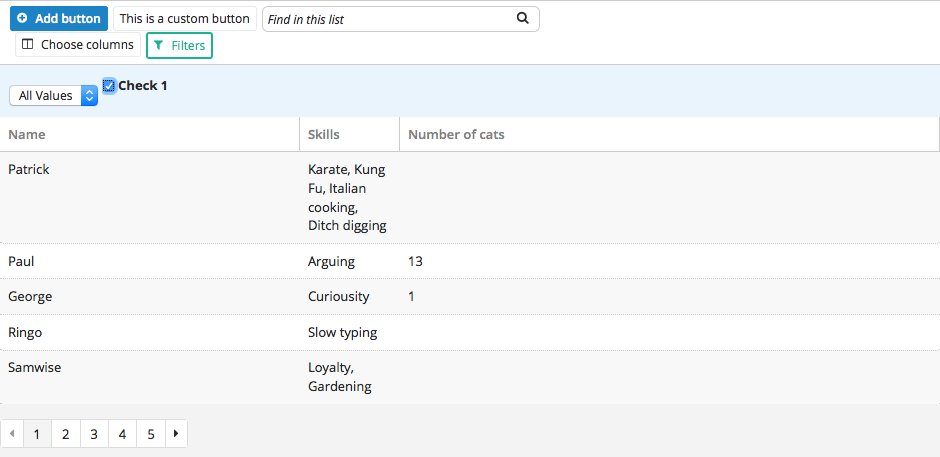 Add button This is a custom button Find in this list
Choose columns Filters
All Values Check 1
Name Skills Number of cats
Patrick Karate, Kung
Fu, Italian
cooking,
Ditch digging
Paul Arguing 13
George Curiousity 1
Ringo Slow typing
Samwise Loyalty,
Gardening
1 2 3 4 5